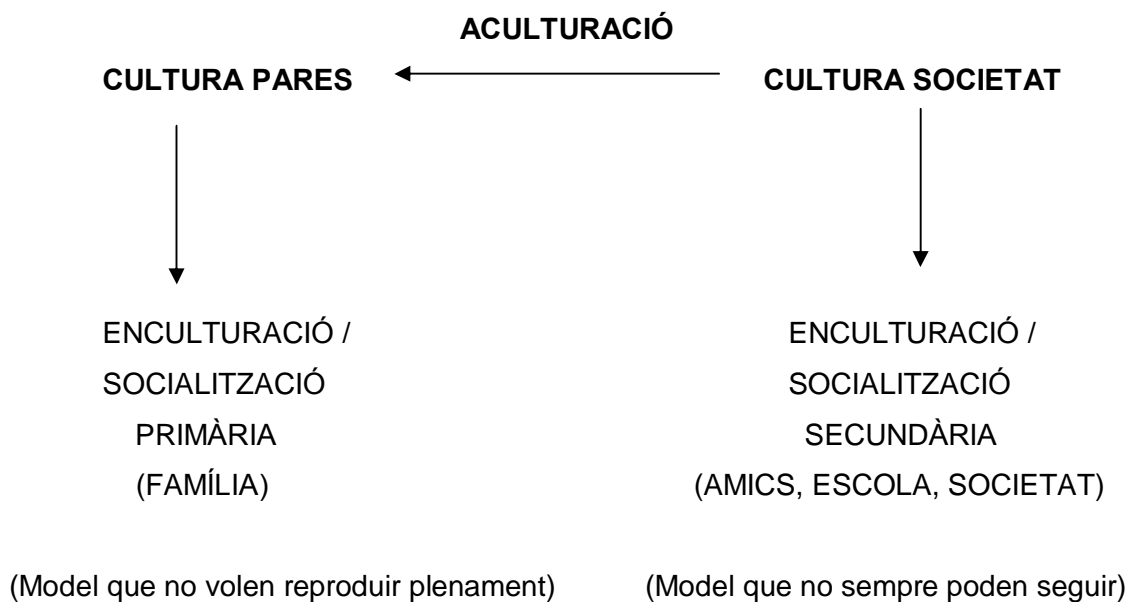 ACULTURACIÓ
CULTURA PARES
CULTURA SOCIETAT
ENCULTURACIÓ /
SOCIALITZACIÓ
PRIMÀRIA
(FAMÍLIA)
ENCULTURACIÓ /
SOCIALITZACIÓ
SECUNDÀRIA
(AMICS, ESCOLA, SOCIETAT)
(Model que no volen reproduir plenament)
(Model que no sempre poden seguir)